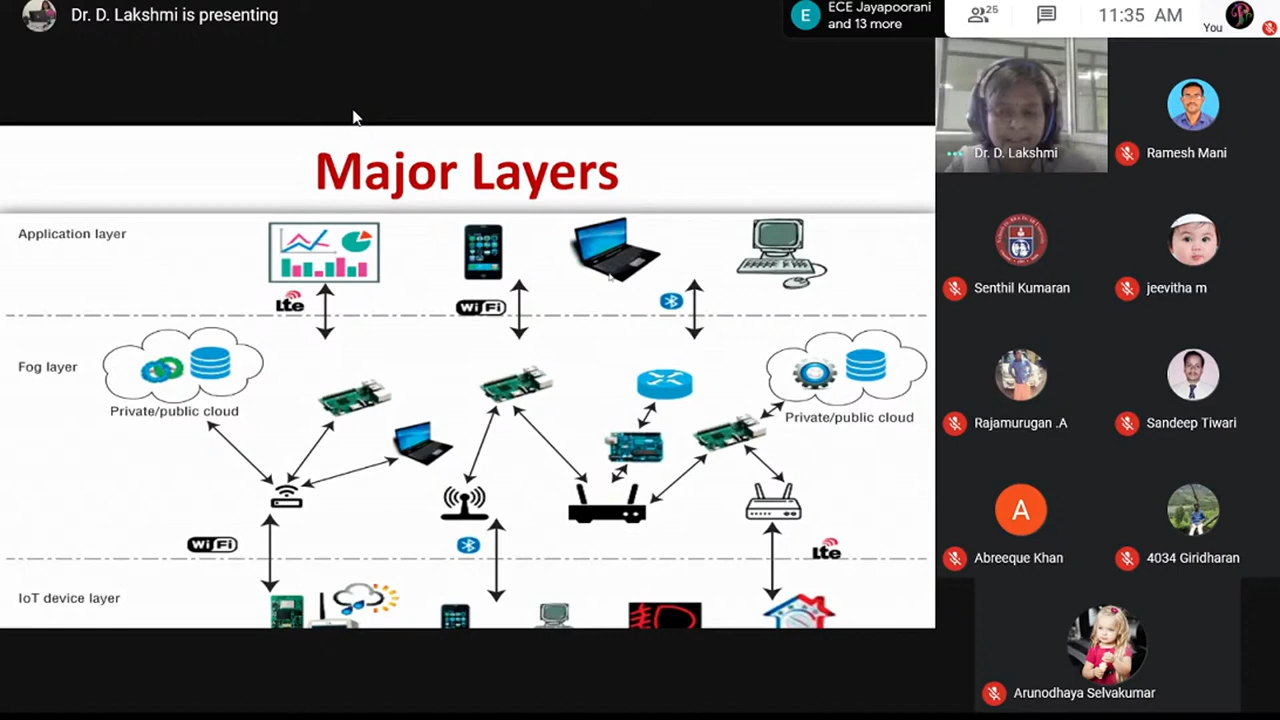 Dr. D. Lakshmi is presenting
E
ECE Jayapoorani
and 13 more
25
11:35 AM
You
Major Layers
Application layer
Lte
WiFi
Fog layer
Private/public cloud
Private/public cloud
WiFi
Lte
IoT device layer
Dr. D. Lakshmi
Ramesh Mani
Senthil Kumaran
jeevitha m
Rajamurugan .A
Sandeep Tiwari
A
Abreeque Khan
4034 Giridharan
Arunodhaya Selvakumar